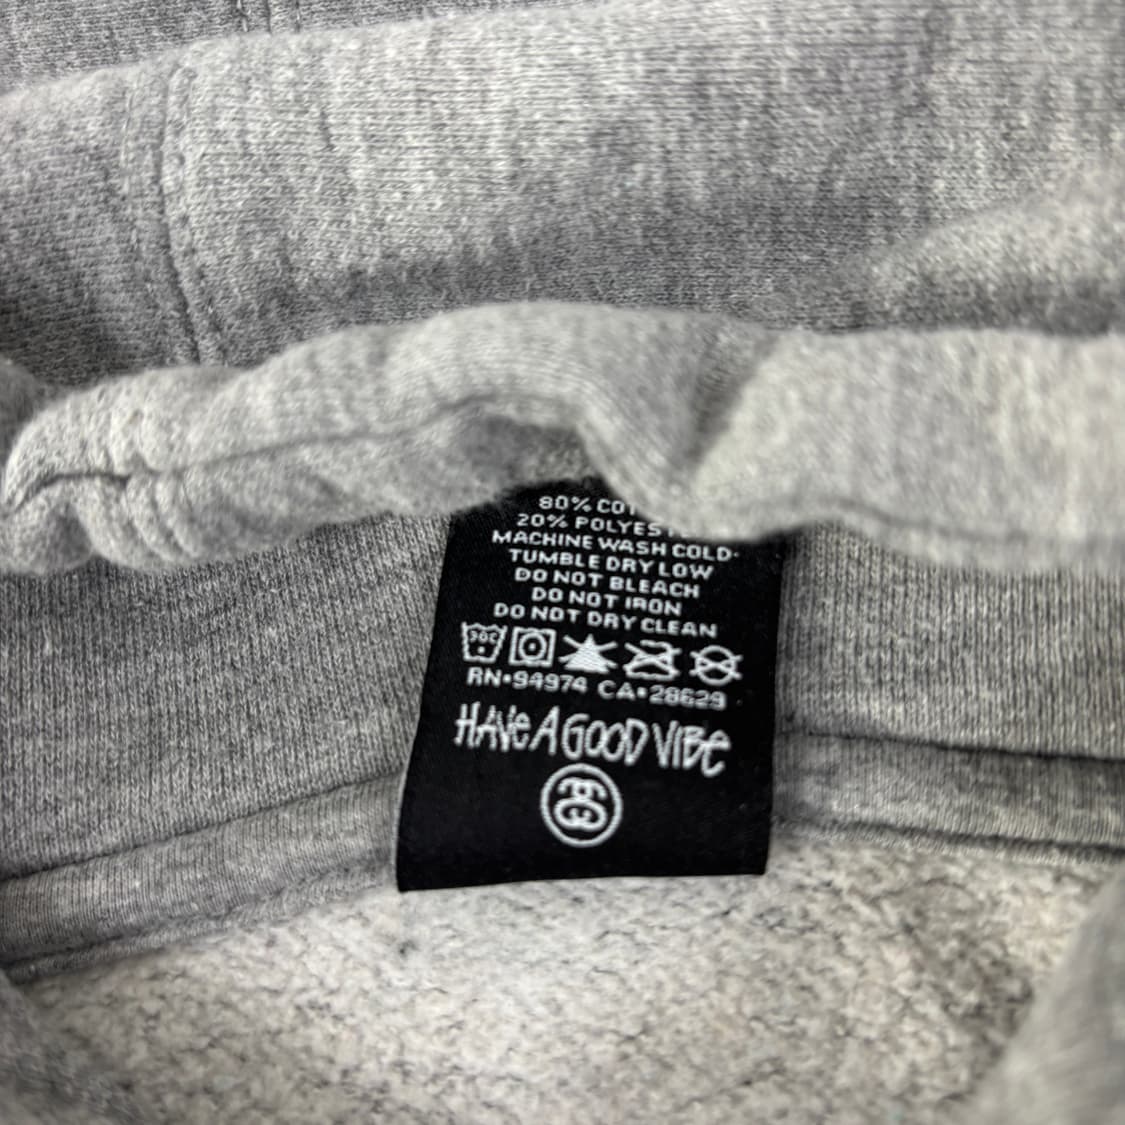 80% COT
20% POLYES
MACHINE WASH COLD
TUMBLE DRY LOW
DO NOT BLEACH
DO NOT IRON
DO NOT DRY CLEAN
30C
RN•94974 CA•28629
HAVE A GOOD VIBE